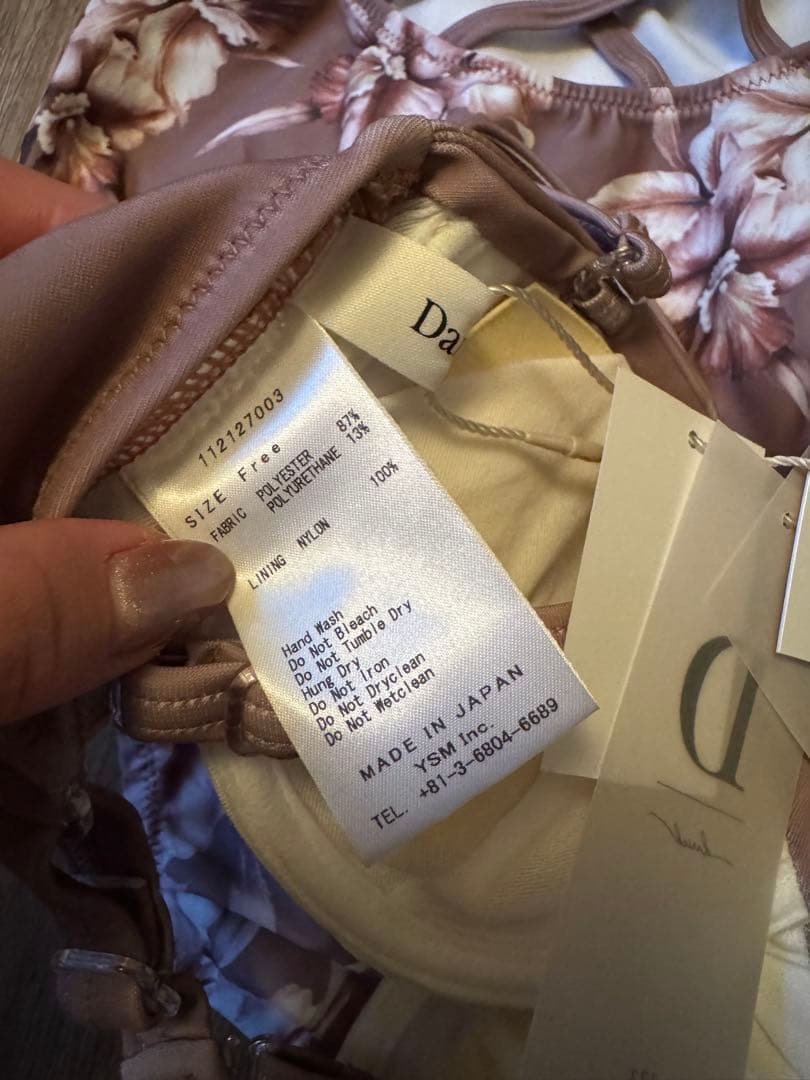 Da
112127003
SIZE Free
FABRIC POLYESTER 87%
POLYURETHANE 13%
LINING NYLON 100%
Hand Wash
Do Not Bleach
Do Not Tumble Dry
Hung Dry
Do Not Iron
Do Not Dryclean
Do Not Wetclean
MADE IN JAPAN
YSM Inc.
TEL. +81-3-6804-6689
D